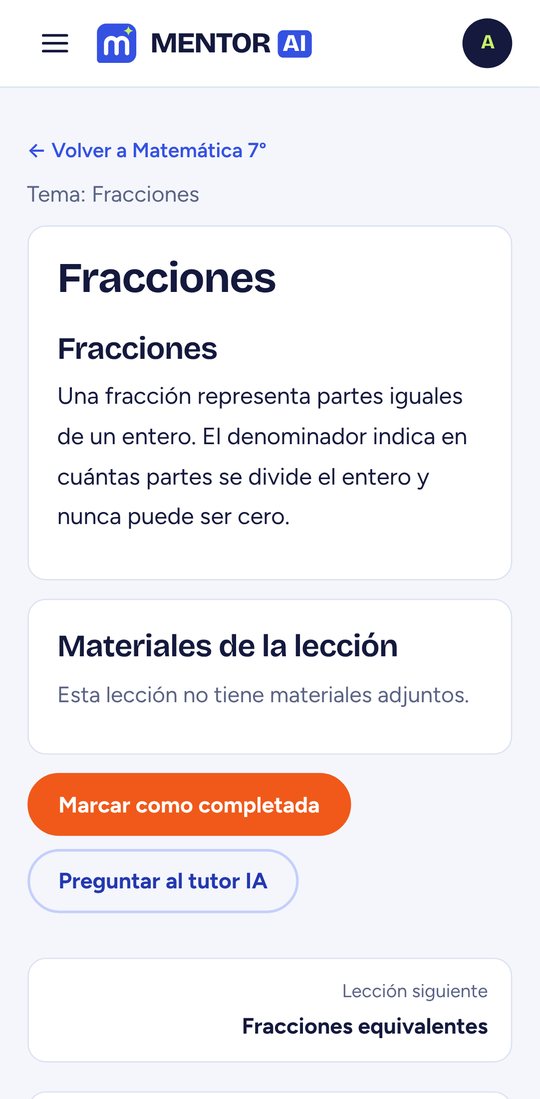 MENTOR AI
A
← Volver a Matemática 7°
Tema: Fracciones
Fracciones
Fracciones
Una fracción representa partes iguales
de un entero. El denominador indica en
cuántas partes se divide el entero y
nunca puede ser cero.
Materiales de la lección
Esta lección no tiene materiales adjuntos.
Marcar como completada
Preguntar al tutor IA
Lección siguiente
Fracciones equivalentes